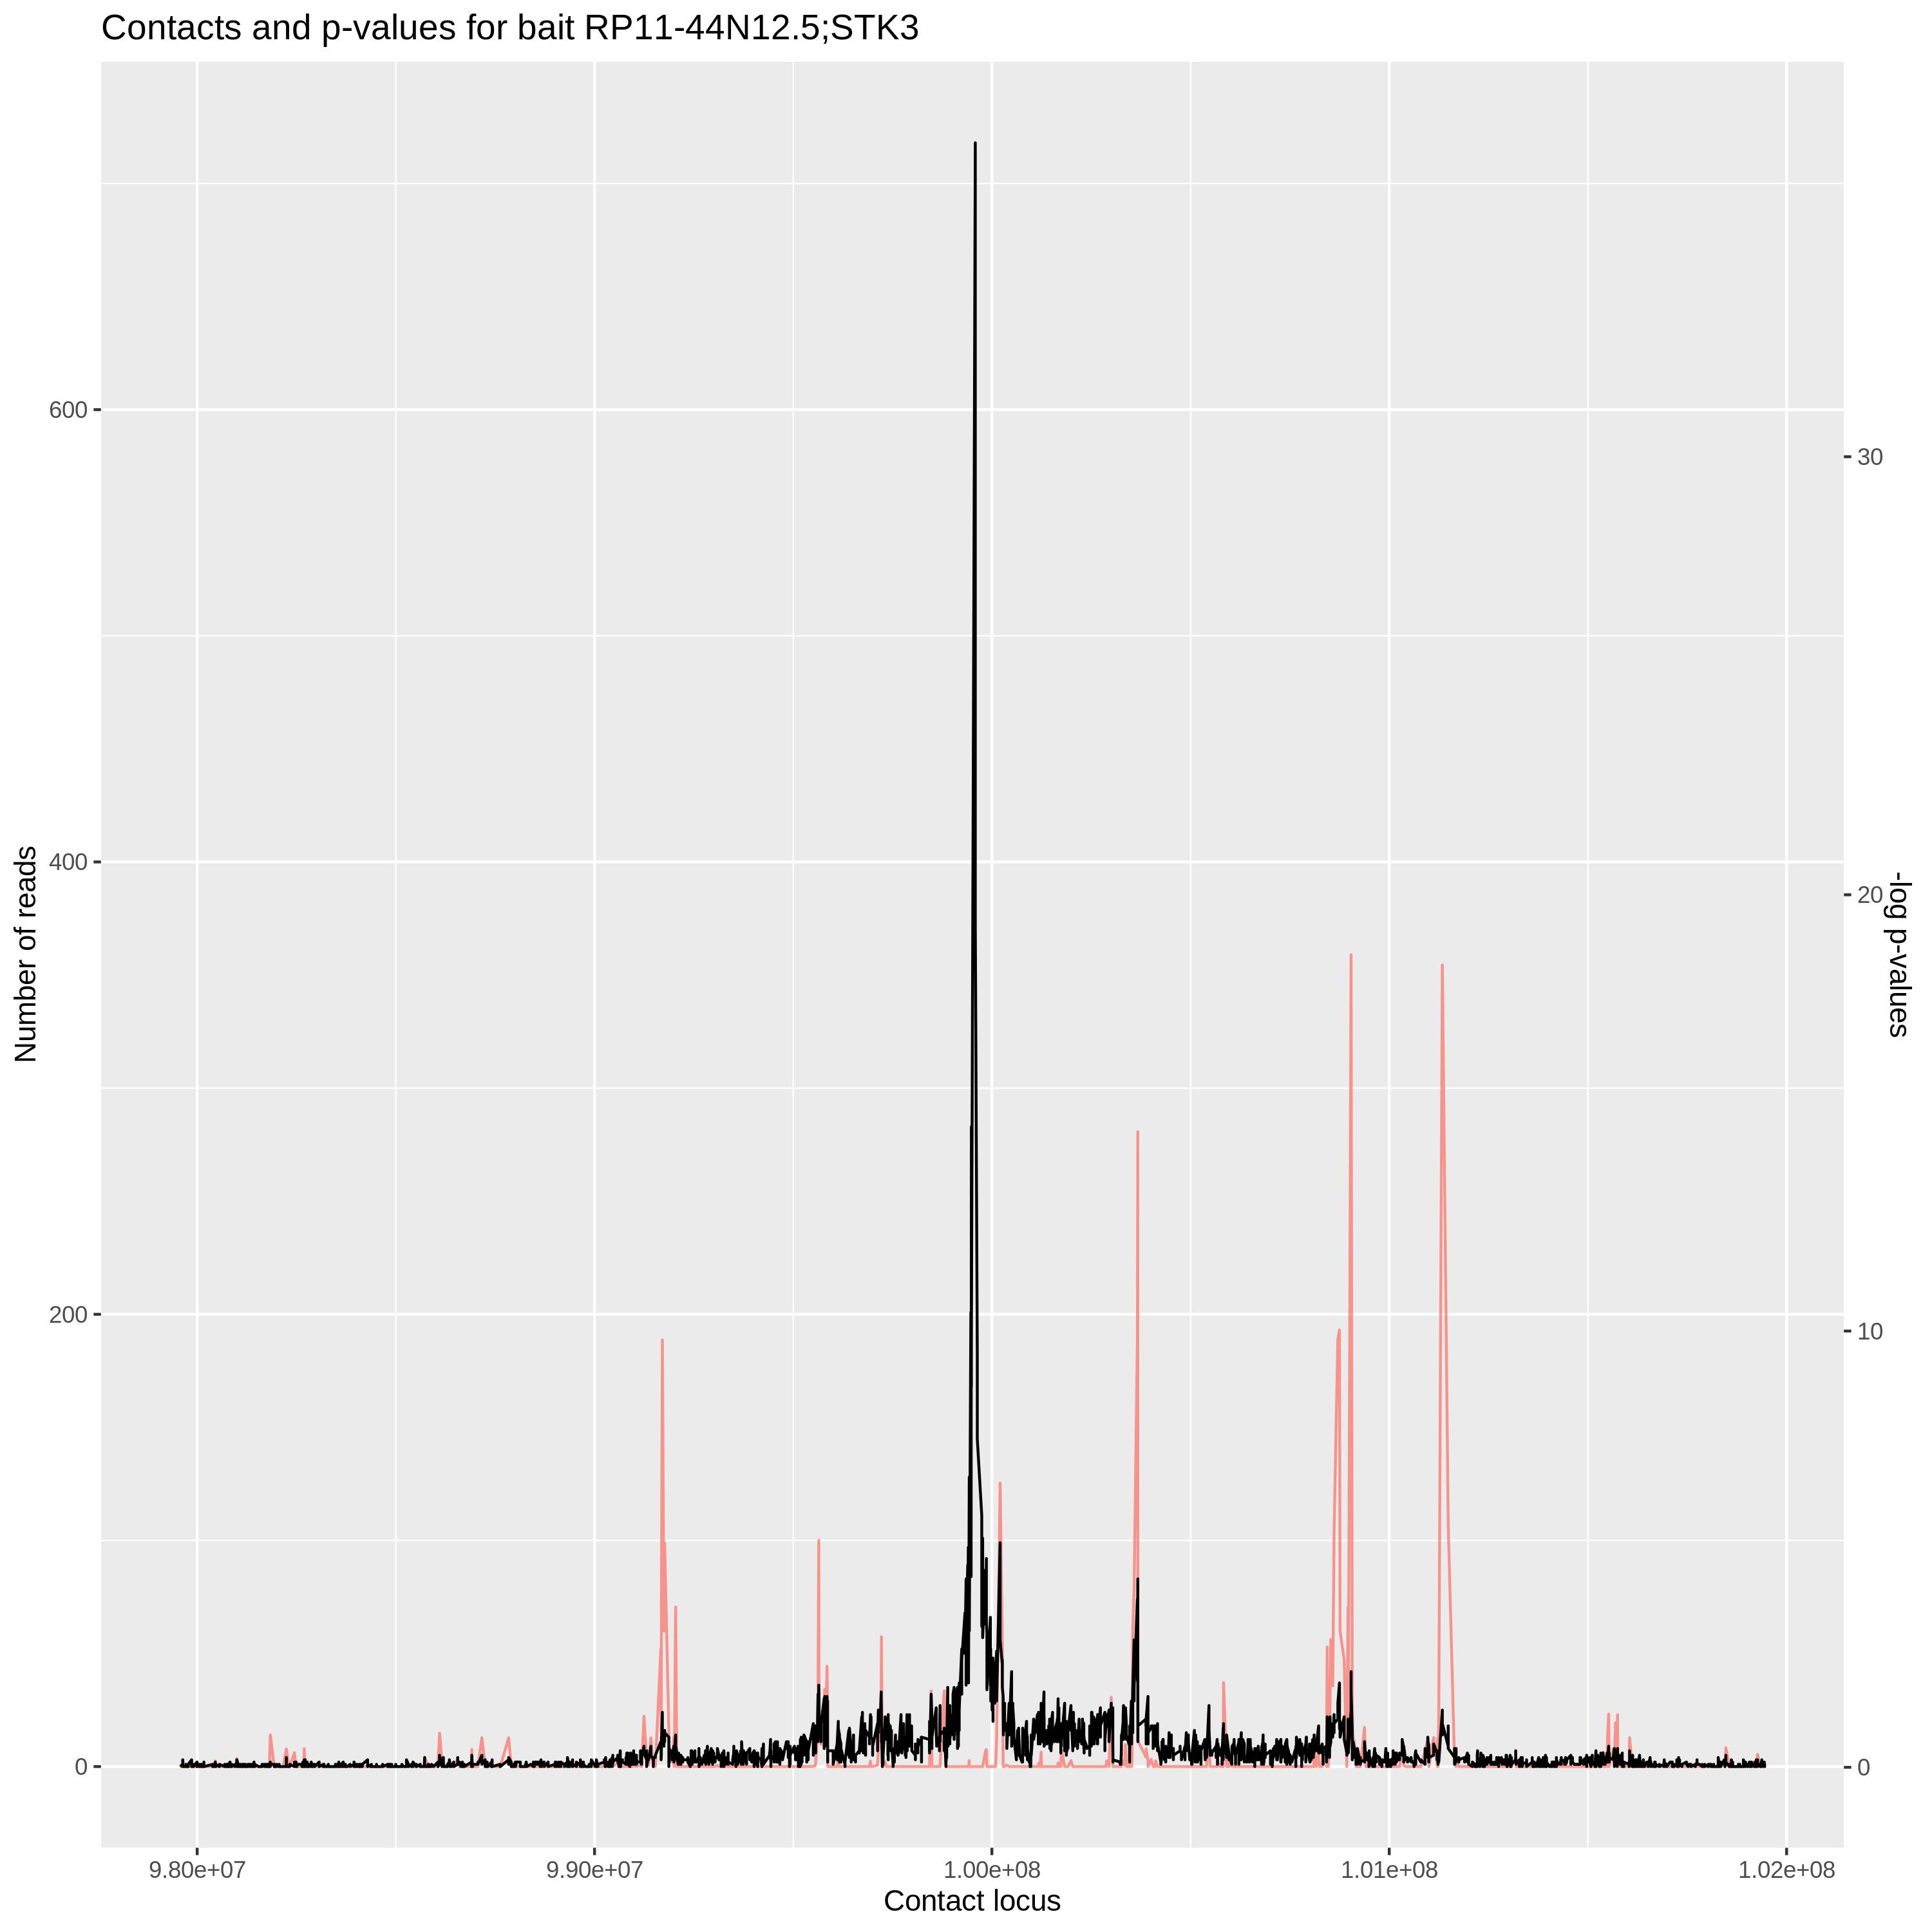 Contacts and p-values for bait RP11-44N12.5;STK3
600
400
200
0
Number of reads
30
20
10
0
-log p-values
9.80e+07 9.90e+07 1.00e+08 1.01e+08 1.02e+08
Contact locus